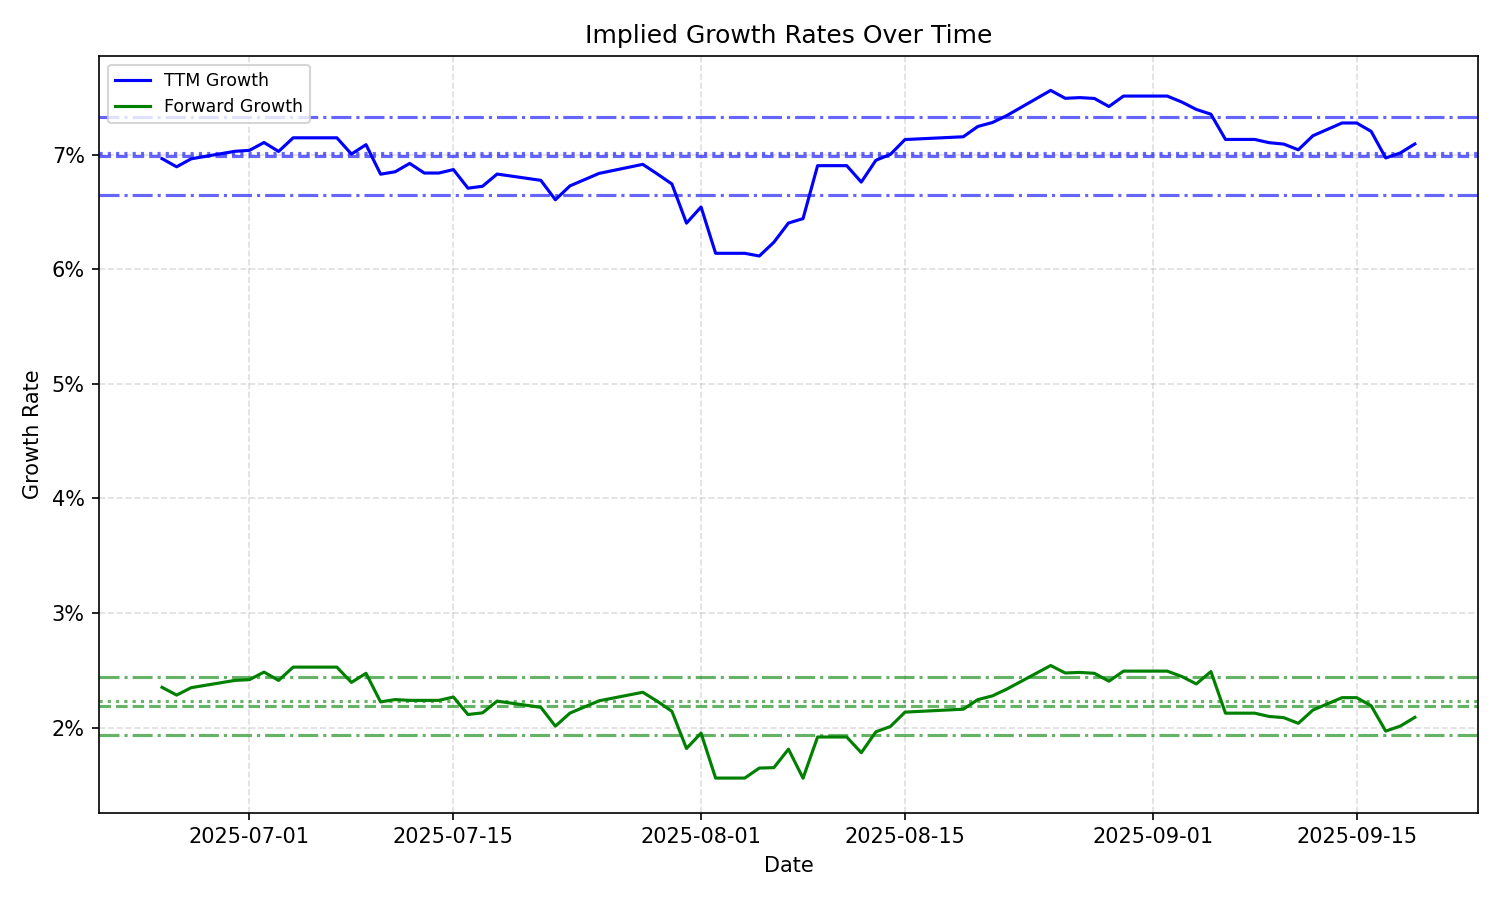 Implied Growth Rates Over Time
TTM Growth
Forward Growth
Growth Rate
7%
6%
5%
4%
3%
2%
2025-07-01
2025-07-15
2025-08-01
2025-08-15
2025-09-01
2025-09-15
Date